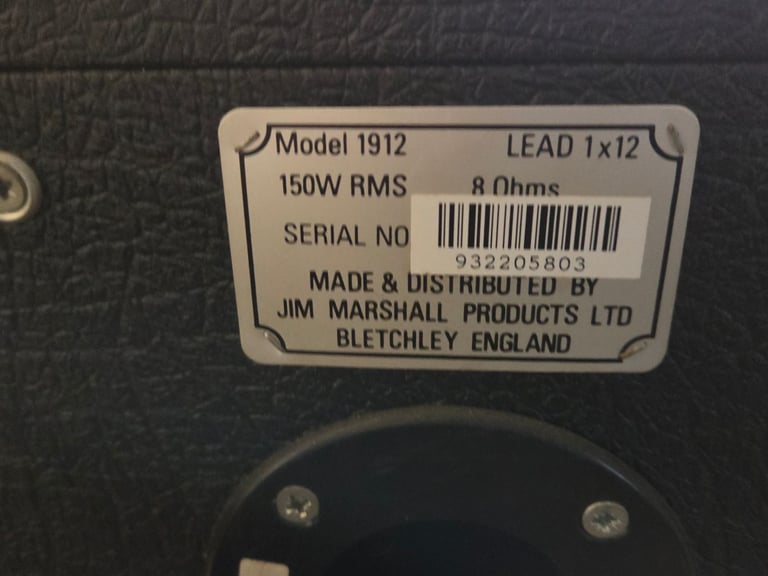 Model 1912 LEAD 1x12
150W RMS 8 Ohms
SERIAL NO
932205803
MADE & DISTRIBUTED BY
JIM MARSHALL PRODUCTS LTD
BLETCHLEY ENGLAND